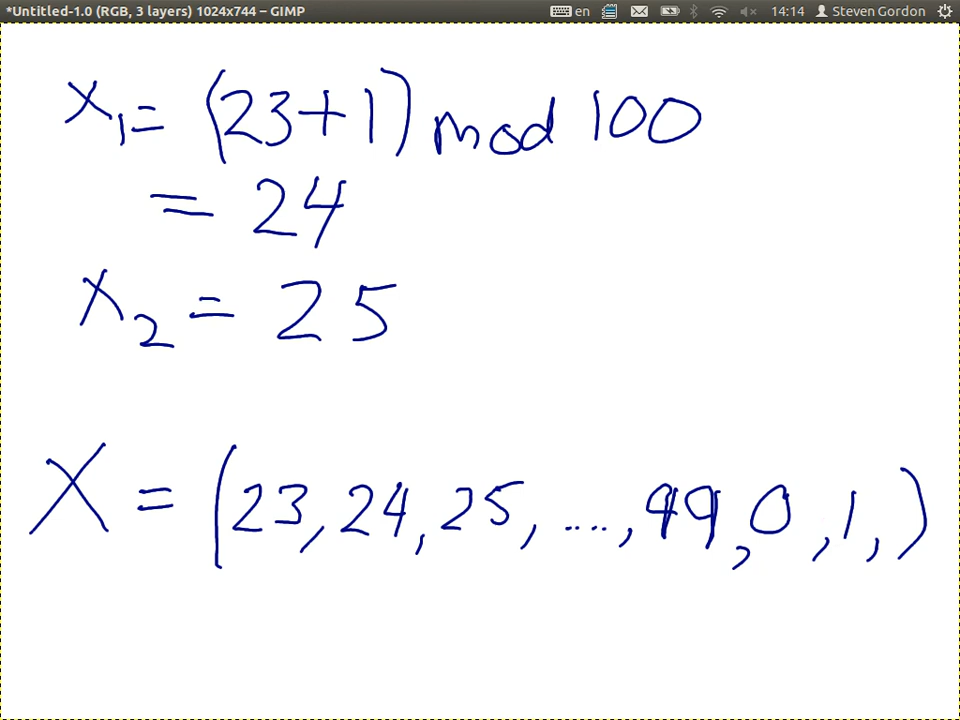 *Untitled-1.0 (RGB, 3 layers) 1024x744 – GIMP en 14:14 Steven Gordon
x₁ = (23+1) mod 100
= 24
x₂ = 25
X = (23, 24, 25, ...., 99, 0, 1, )